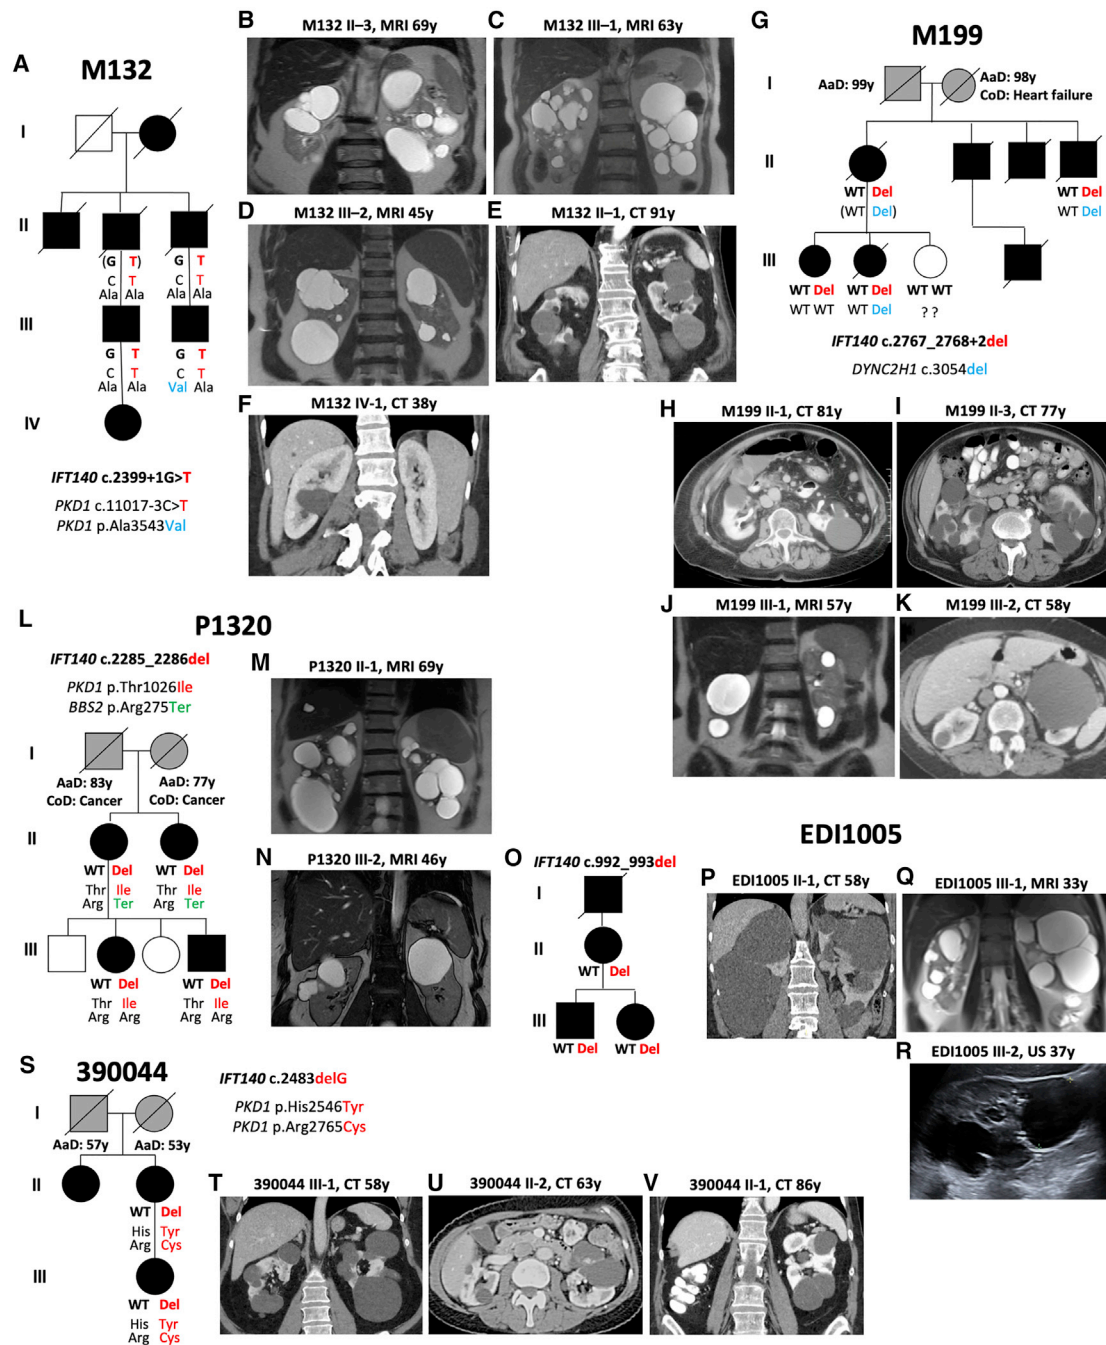 A
M132
I
II
(G T)
C T
Ala Ala
G T
C T
Ala Ala
III
G T
C T
Ala Ala
G T
C T
Val Ala
IV
IFT140 c.2399+1G>T
PKD1 c.11017-3C>T
PKD1 p.Ala3543Val
B
M132 II–3, MRI 69y
C
M132 III–1, MRI 63y
D
M132 III–2, MRI 45y
E
M132 II–1, CT 91y
F
M132 IV-1, CT 38y
G
M199
I
AaD: 99y
AaD: 98y
CoD: Heart failure
II
WT Del
(WT Del)
WT Del
WT Del
III
WT Del
WT WT
WT Del
WT Del
WT WT
? ?
IFT140 c.2767_2768+2del
DYNC2H1 c.3054del
H
M199 II-1, CT 81y
I
M199 II-3, CT 77y
J
M199 III-1, MRI 57y
K
M199 III-2, CT 58y
L
P1320
IFT140 c.2285_2286del
PKD1 p.Thr1026Ile
BBS2 p.Arg275Ter
I
AaD: 83y
CoD: Cancer
AaD: 77y
CoD: Cancer
II
WT Del
Thr Ile
Arg Ter
WT Del
Thr Ile
Arg Ter
III
WT Del
Thr Ile
Arg Arg
WT Del
Thr Ile
Arg Arg
M
P1320 II-1, MRI 69y
N
P1320 III-2, MRI 46y
EDI1005
O
IFT140 c.992_993del
I
II
WT Del
III
WT Del
WT Del
P
EDI1005 II-1, CT 58y
Q
EDI1005 III-1, MRI 33y
R
EDI1005 III-2, US 37y
S
390044
IFT140 c.2483delG
PKD1 p.His2546Tyr
PKD1 p.Arg2765Cys
I
AaD: 57y
AaD: 53y
II
WT Del
His Tyr
Arg Cys
III
WT Del
His Tyr
Arg Cys
T
390044 III-1, CT 58y
U
390044 II-2, CT 63y
V
390044 II-1, CT 86y